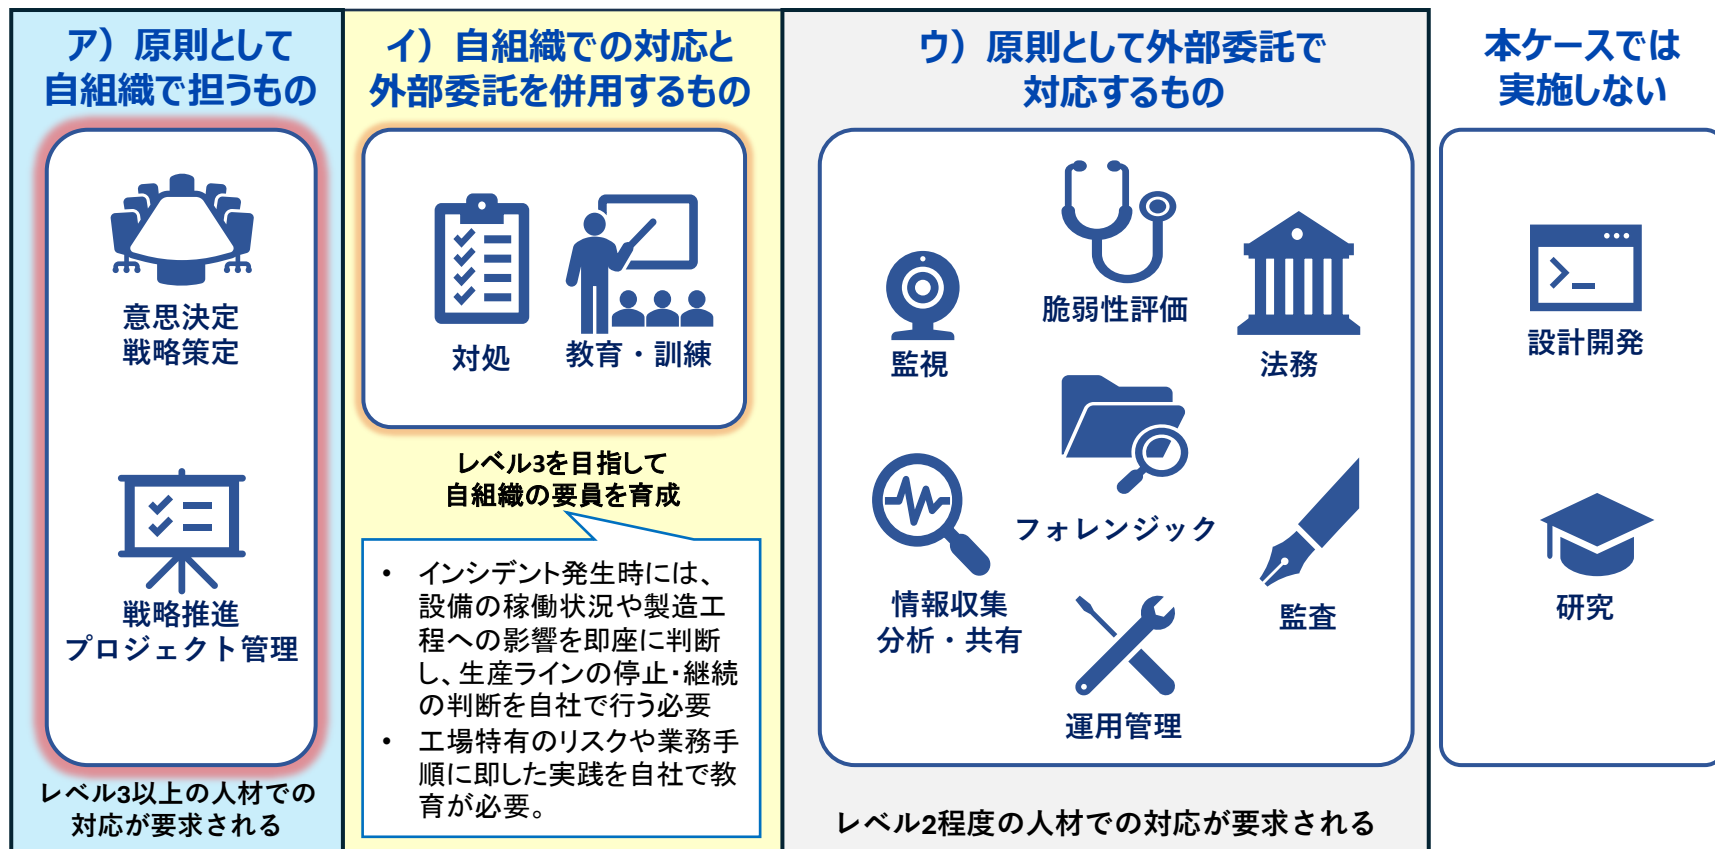 ア）原則として
自組織で担うもの
意思決定
戦略策定
戦略推進
プロジェクト管理
レベル3以上の人材での
対応が要求される
イ）自組織での対応と
外部委託を併用するもの
対処
教育・訓練
レベル3を目指して
自組織の要員を育成
• インシデント発生時には、
設備の稼働状況や製造工
程への影響を即座に判断
し、生産ラインの停止・継続
の判断を自社で行う必要
• 工場特有のリスクや業務手
順に即した実践を自社で教
育が必要。
ウ）原則として外部委託で
対応するもの
監視
脆弱性評価
法務
フォレンジック
情報収集
分析・共有
監査
運用管理
レベル2程度の人材での対応が要求される
本ケースでは
実施しない
設計開発
研究